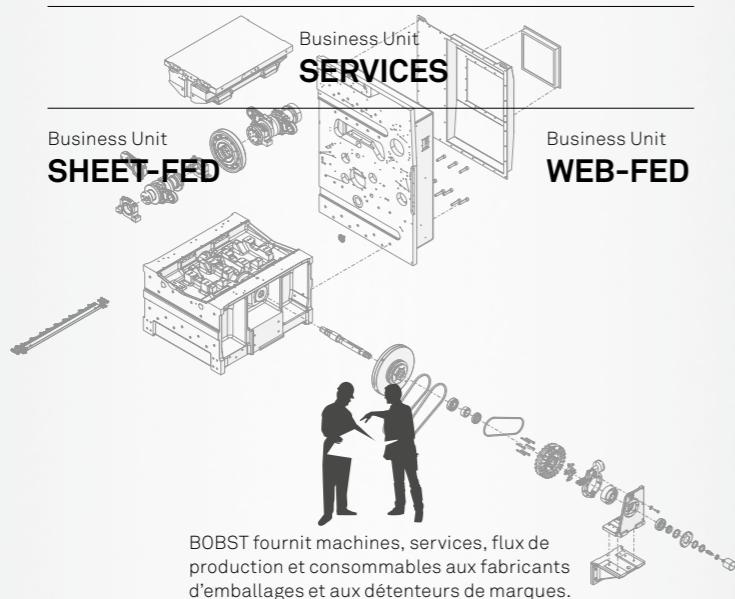 Business Unit
SERVICES
Business Unit
SHEET-FED
Business Unit
WEB-FED
BOBST fournit machines, services, flux de
production et consommables aux fabricants
d'emballages et aux détenteurs de marques.